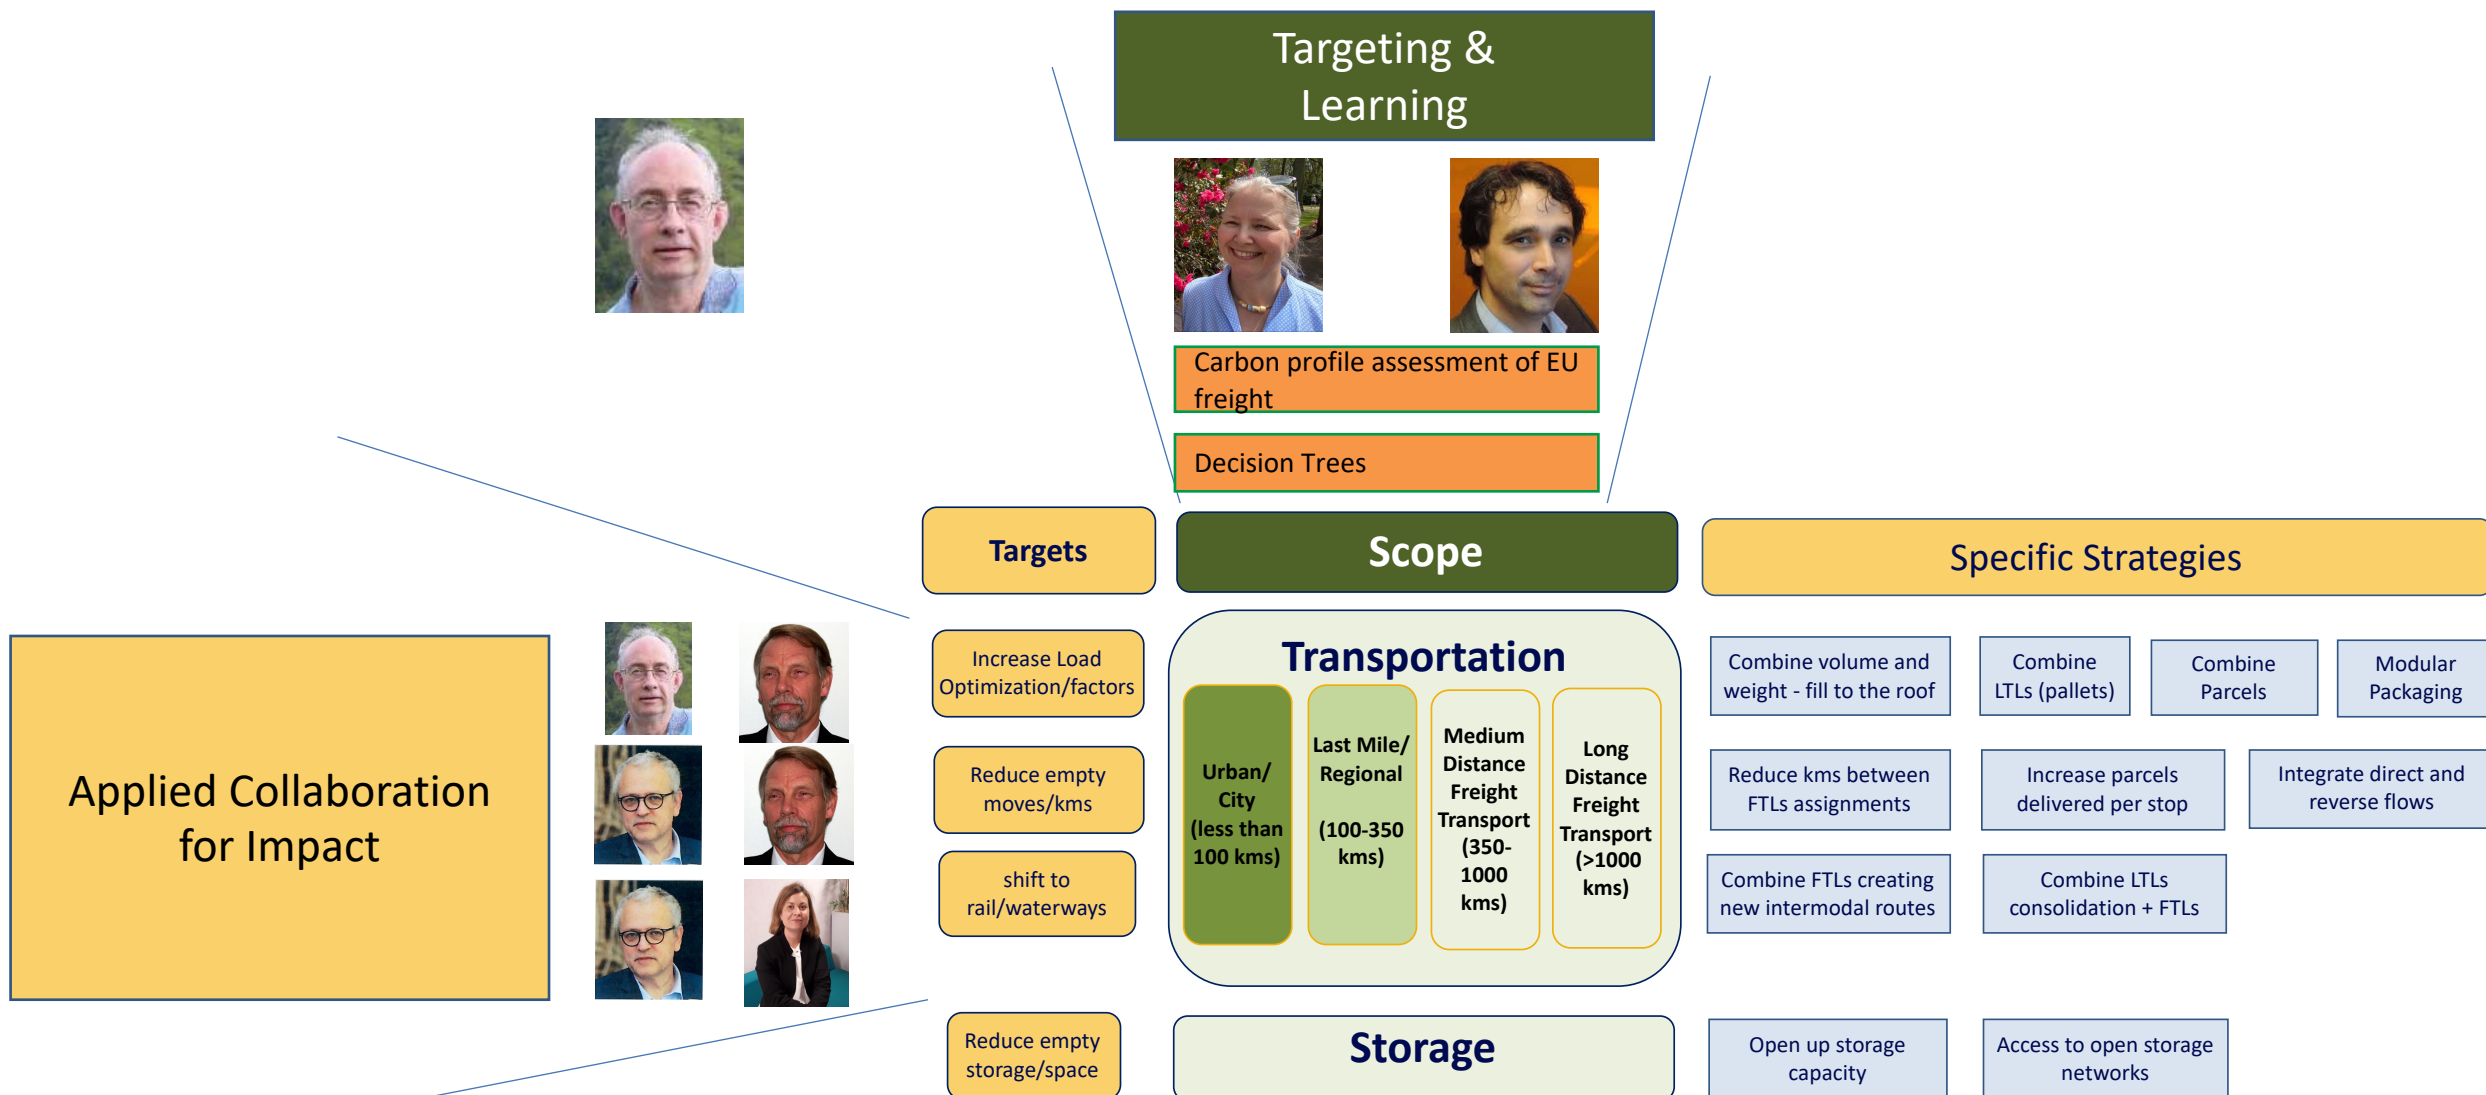 Targeting &
Learning
Carbon profile assessment of EU
freight
Decision Trees
Targets
Scope
Specific Strategies
Applied Collaboration
for Impact
Increase Load
Optimization/factors
Reduce empty
moves/kms
shift to
rail/waterways
Reduce empty
storage/space
Transportation
Urban/
City
(less than
100 kms)
Last Mile/
Regional
(100-350
kms)
Medium
Distance
Freight
Transport
(350-
1000
kms)
Long
Distance
Freight
Transport
(>1000
kms)
Storage
Combine volume and
weight - fill to the roof
Combine
LTLs (pallets)
Combine
Parcels
Modular
Packaging
Reduce kms between
FTLs assignments
Increase parcels
delivered per stop
Integrate direct and
reverse flows
Combine FTLs creating
new intermodal routes
Combine LTLs
consolidation + FTLs
Open up storage
capacity
Access to open storage
networks